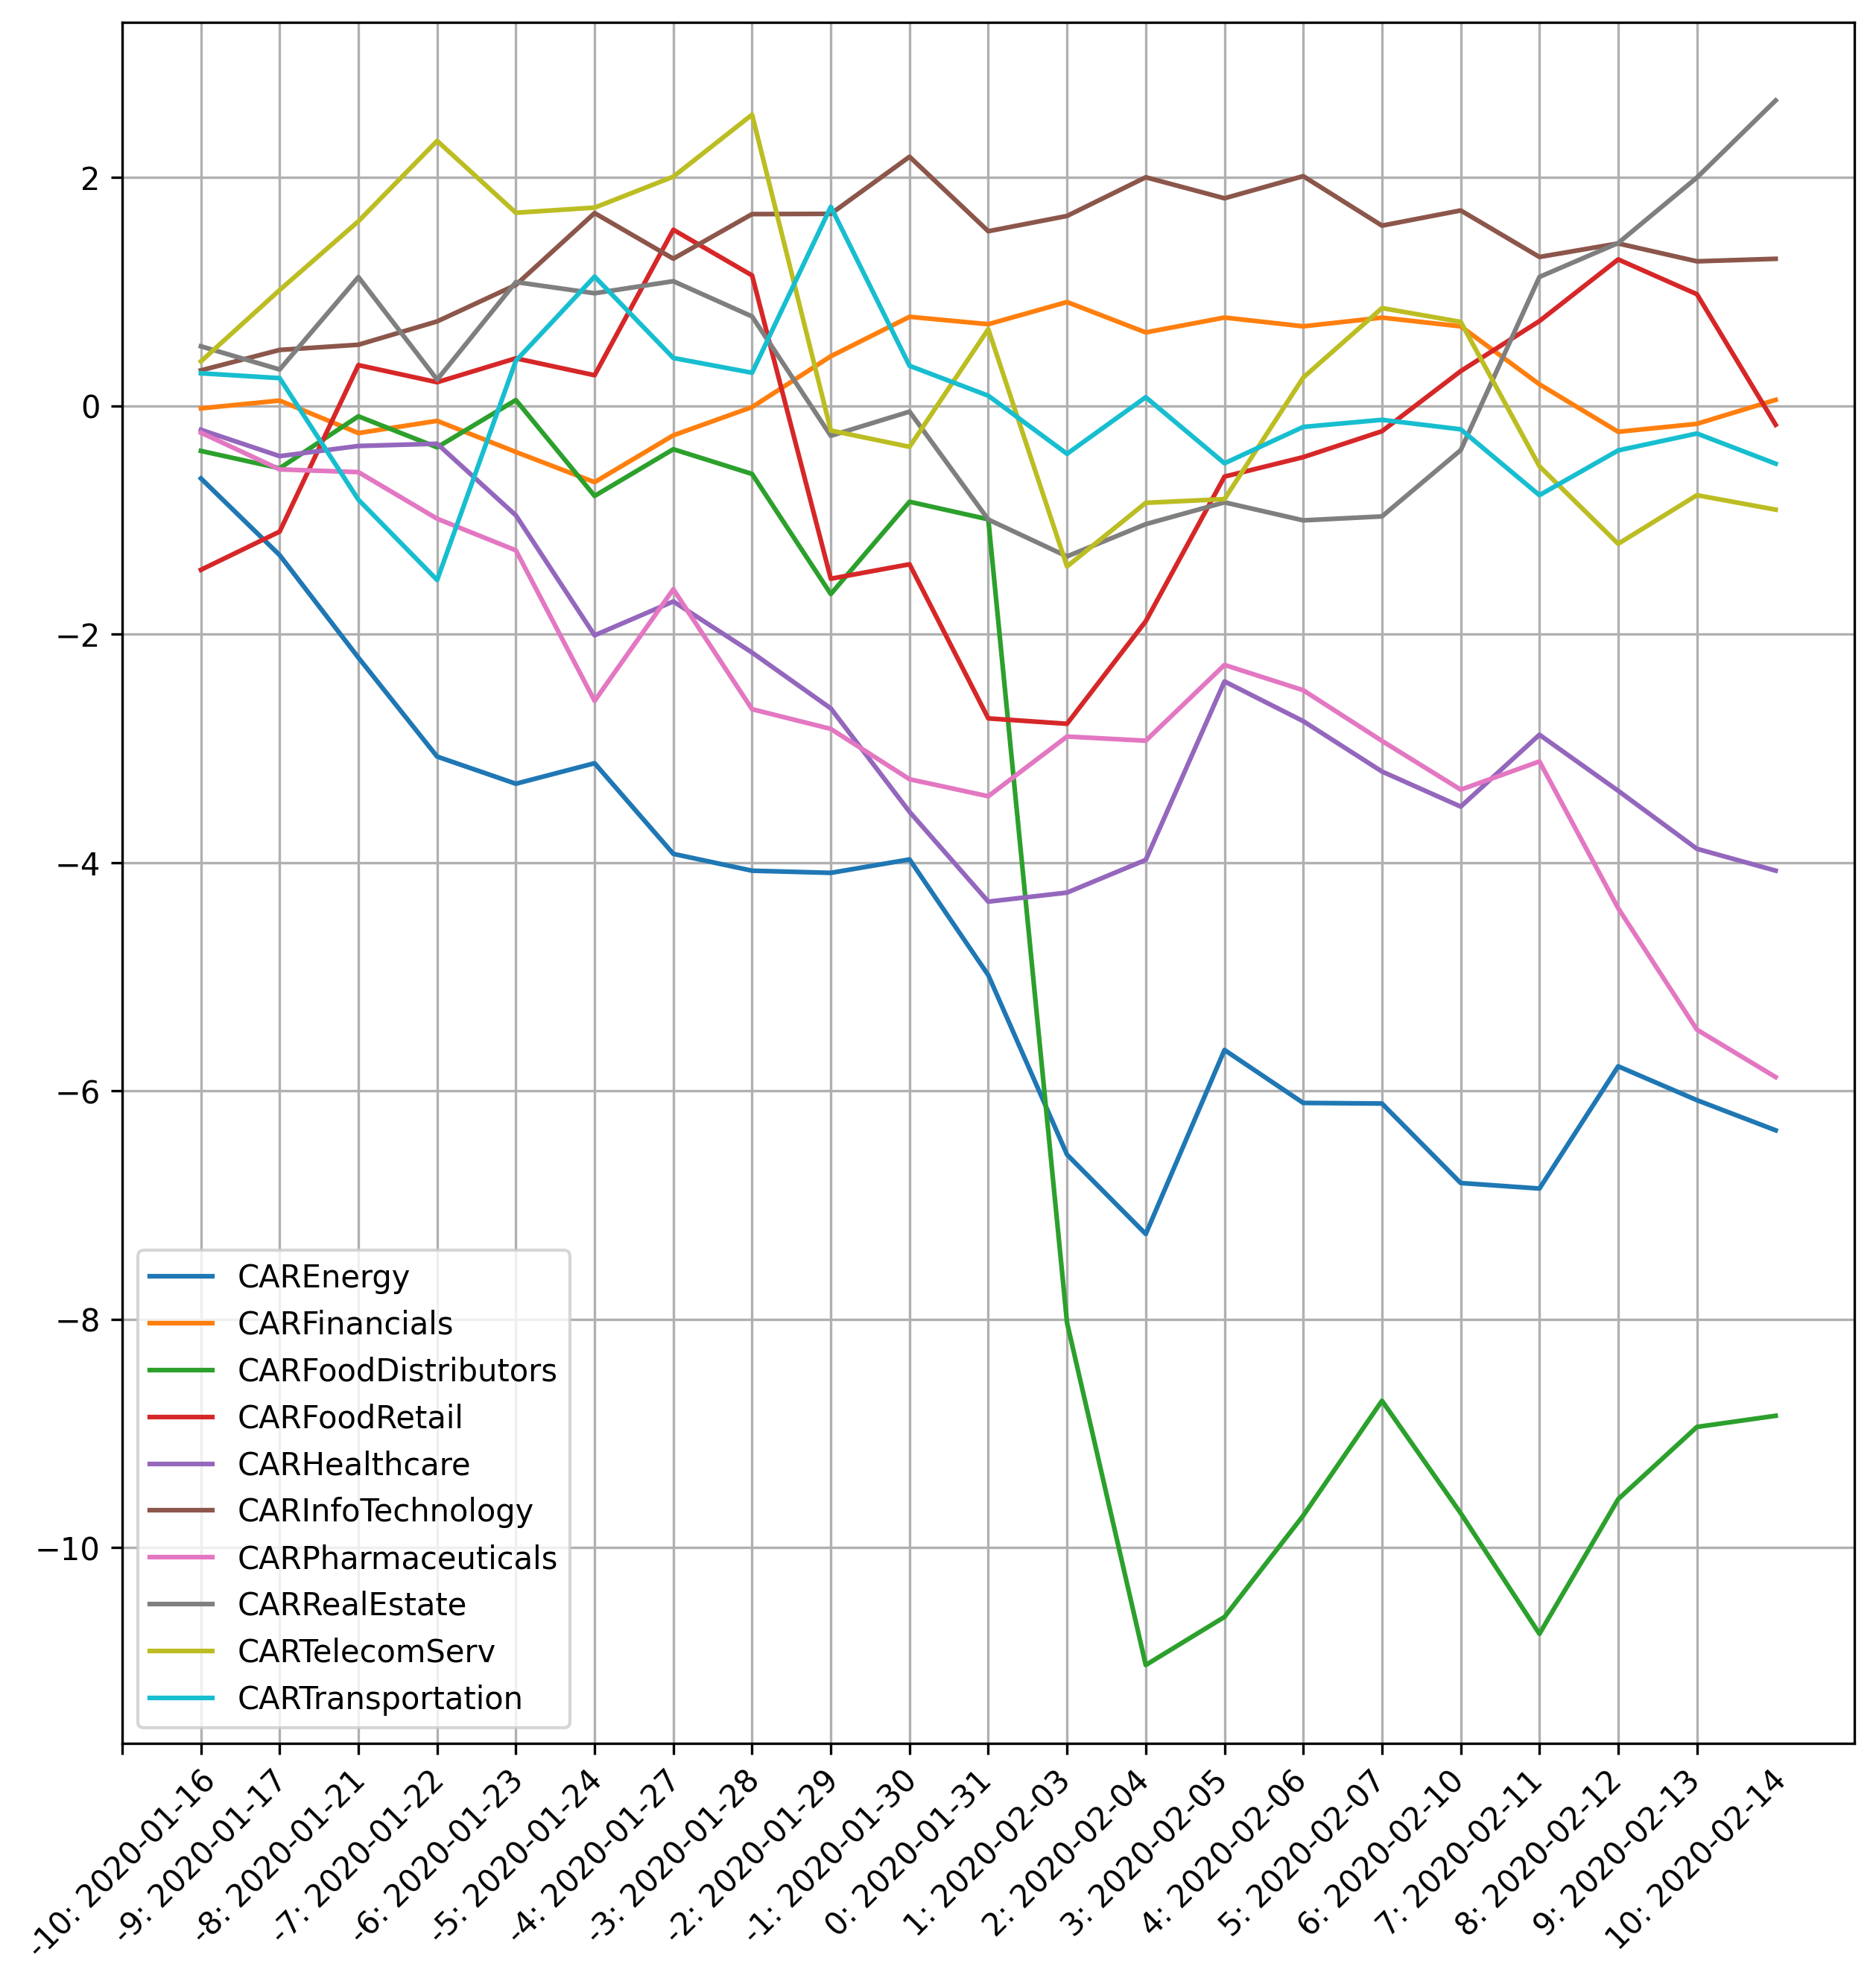 2
0
−2
−4
−6
−8
−10
CAREnergy
CARFinancials
CARFoodDistributors
CARFoodRetail
CARHealthcare
CARInfoTechnology
CARPharmaceuticals
CARRealEstate
CARTelecomServ
CARTransportation
-10: 2020-01-16
-9: 2020-01-17
-8: 2020-01-21
-7: 2020-01-22
-6: 2020-01-23
-5: 2020-01-24
-4: 2020-01-27
-3: 2020-01-28
-2: 2020-01-29
-1: 2020-01-30
0: 2020-01-31
1: 2020-02-03
2: 2020-02-04
3: 2020-02-05
4: 2020-02-06
5: 2020-02-07
6: 2020-02-10
7: 2020-02-11
8: 2020-02-12
9: 2020-02-13
10: 2020-02-14